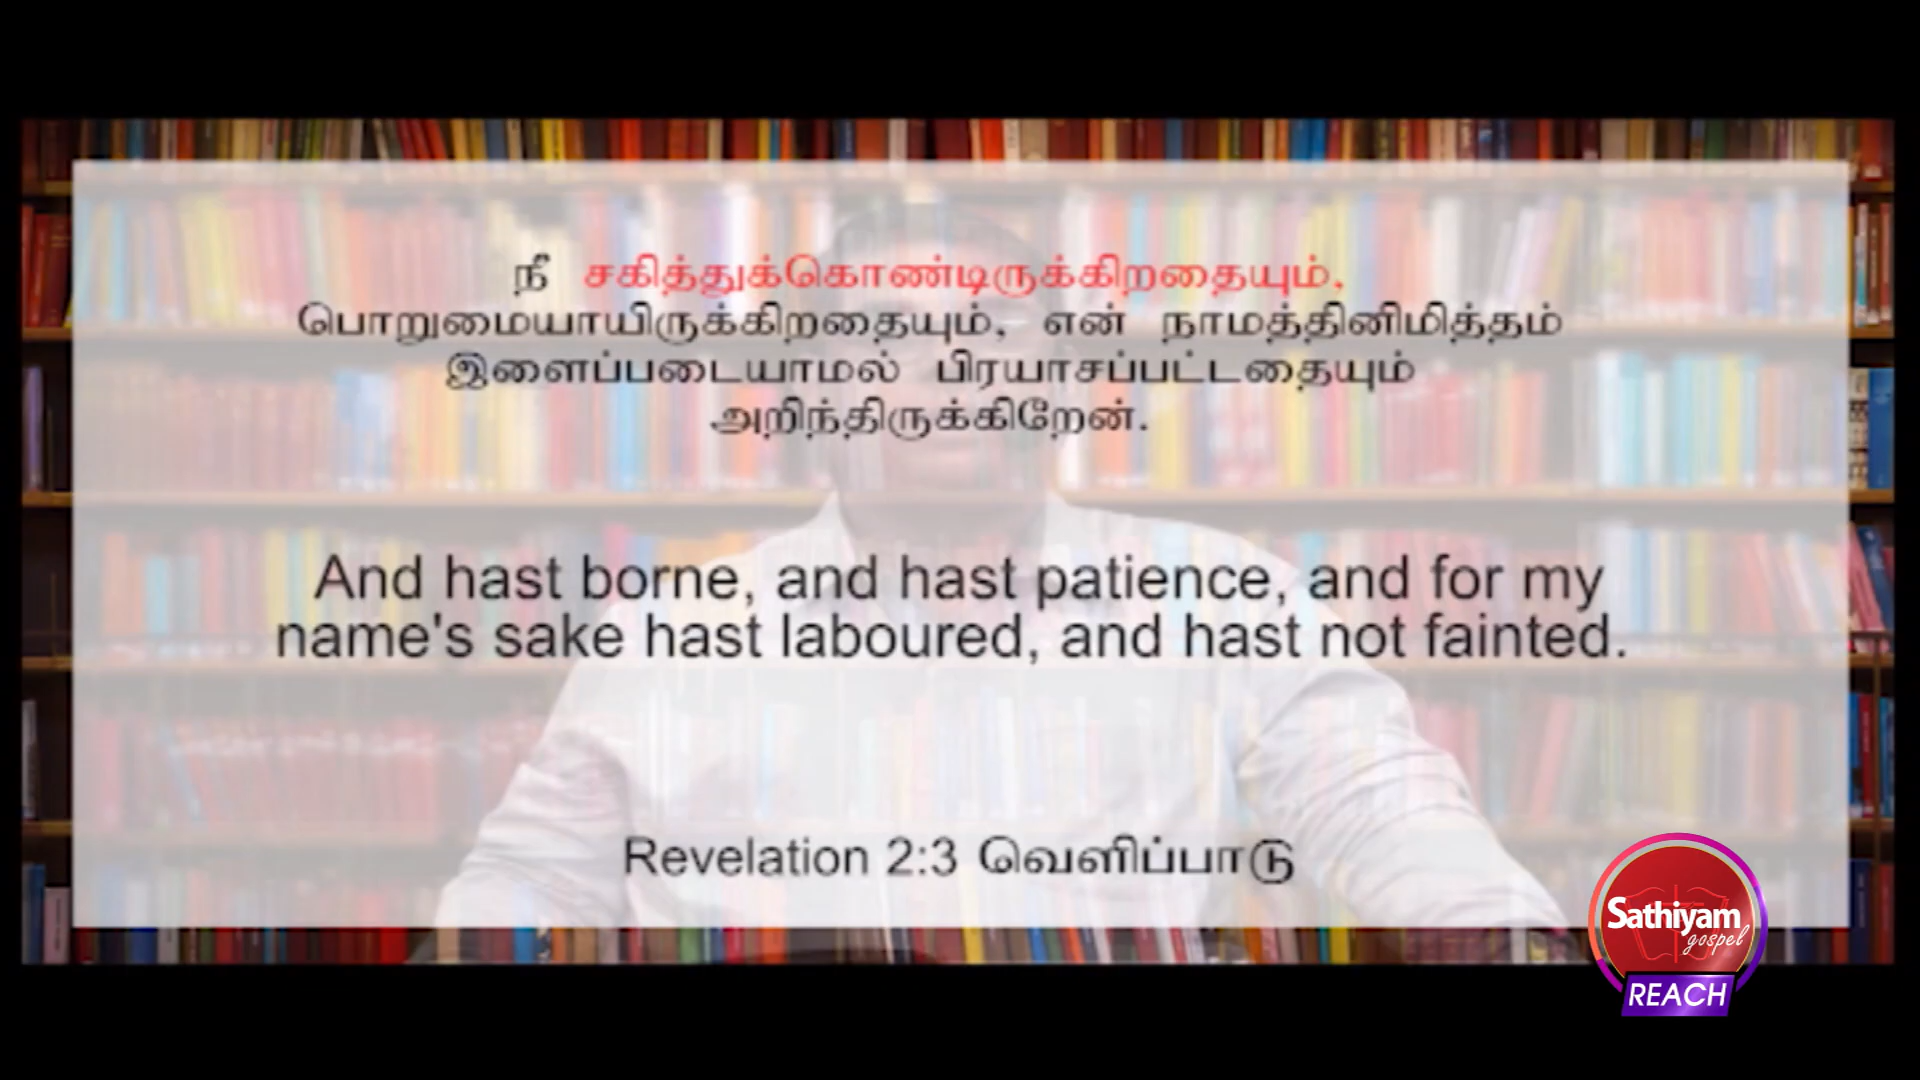 நீ சகித்துக்கொண்டிருக்கிறதையும்,
பொறுமையாயிருக்கிறதையும், என் நாமத்தினிமித்தம்
இளைப்படையாமல் பிரயாசப்பட்டதையும்
அறிந்திருக்கிறேன்.
And hast borne, and hast patience, and for my
name's sake hast laboured, and hast not fainted.
Revelation 2:3 வெளிப்பாடு
Sathiyam
gospel
REACH